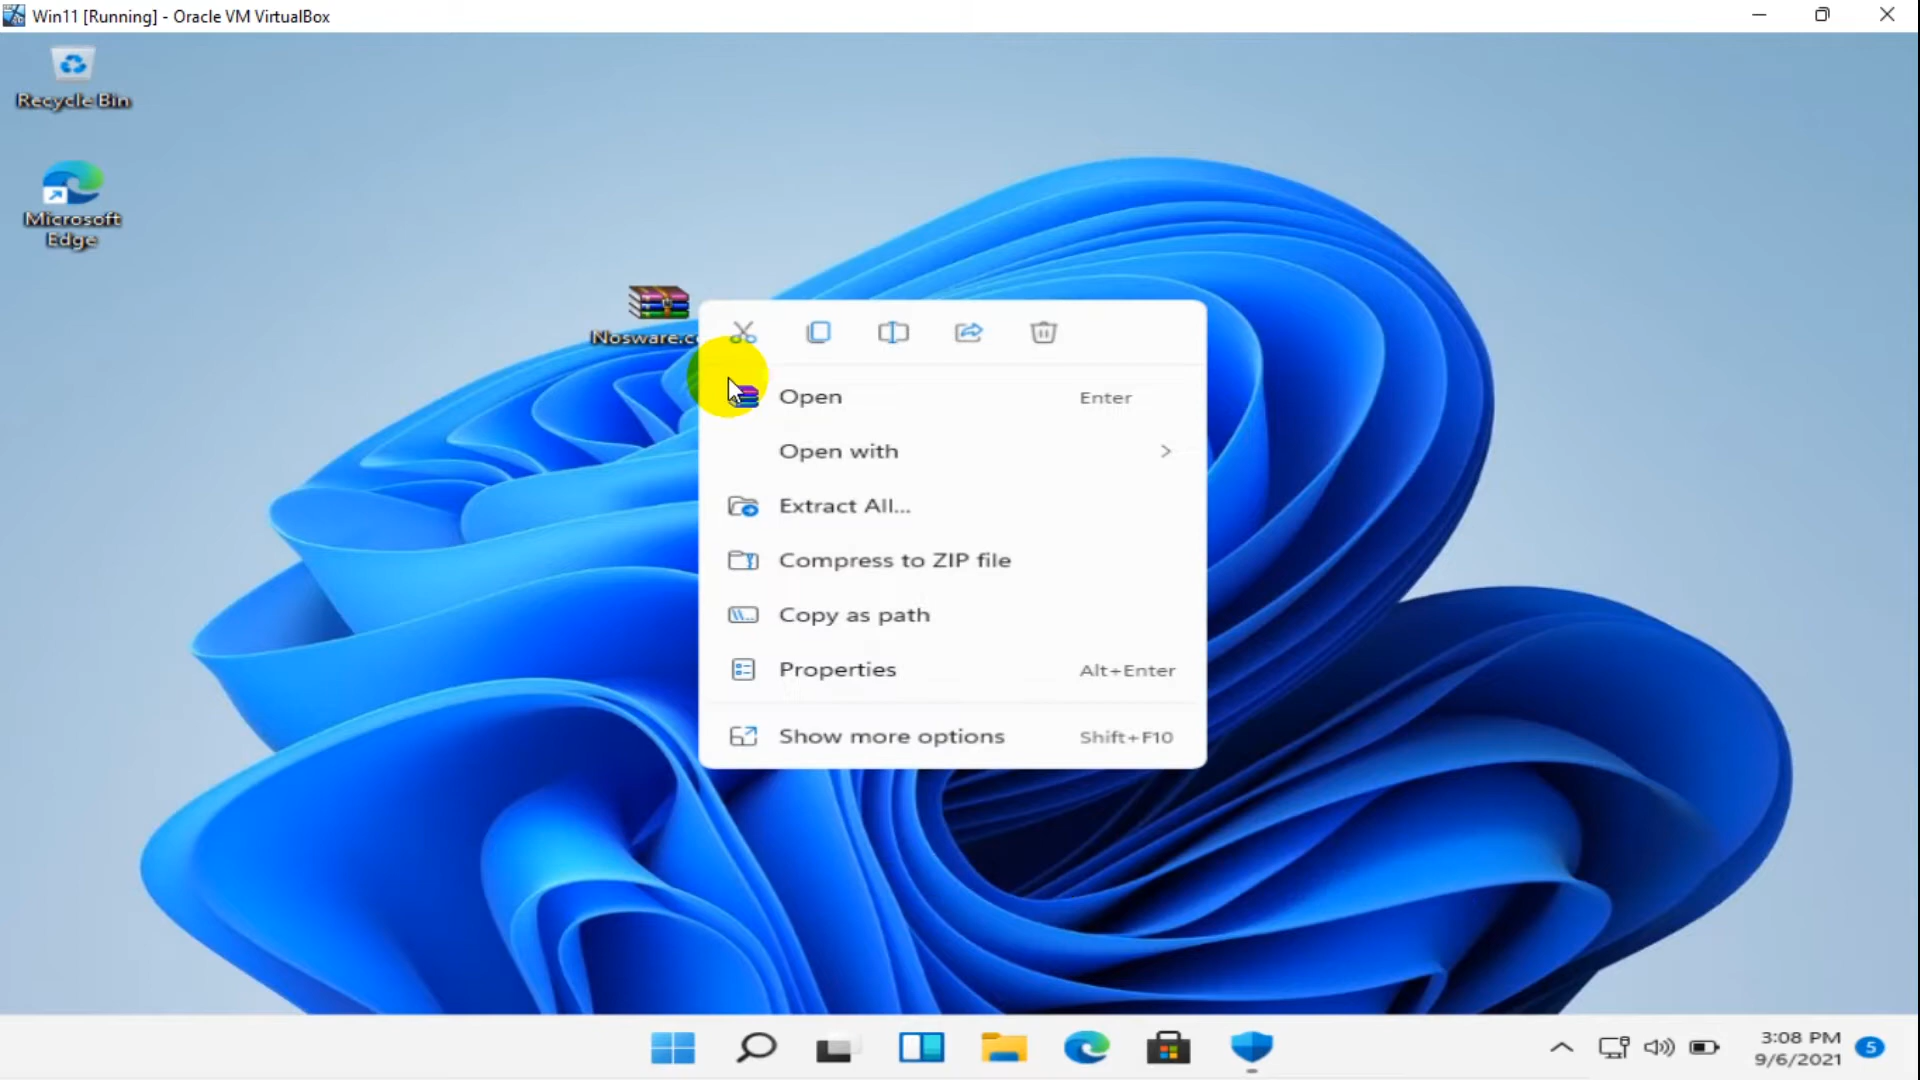 Win11 [Running] - Oracle VM VirtualBox
Recycle Bin
Microsoft
Edge
Open
Enter
Open with
Extract All...
Compress to ZIP file
Copy as path
Properties
Alt+Enter
Show more options
Shift+F10
3:08 PM
9/6/2021
5